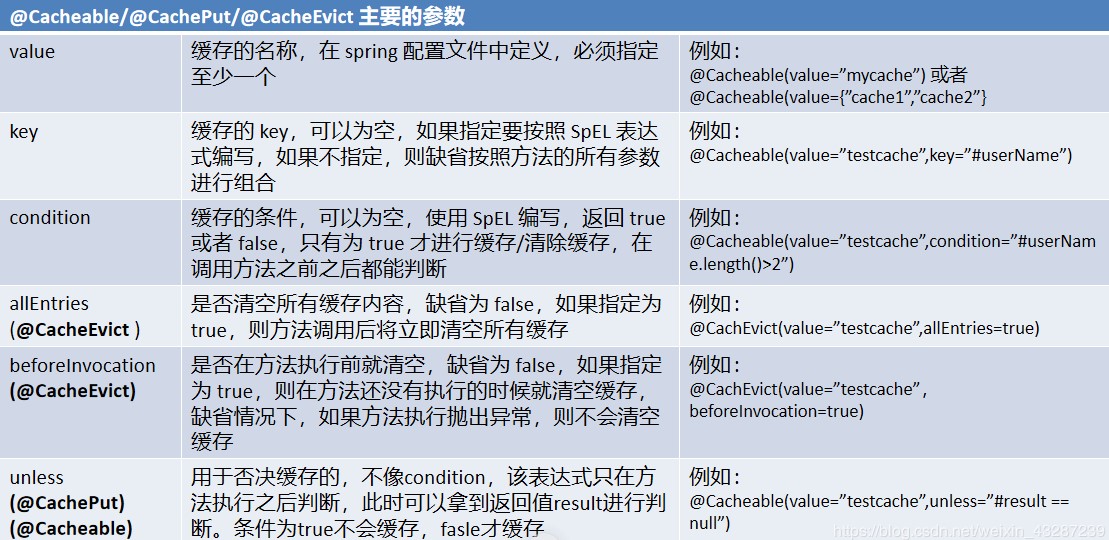 @Cacheable/@CachePut/@CacheEvict 主要的参数
value
缓存的名称，在 spring 配置文件中定义，必须指定
至少一个
例如：
@Cacheable(value=”mycache”) 或者
@Cacheable(value={”cache1”,”cache2”}
key
缓存的 key，可以为空，如果指定要按照 SpEL 表达
式编写，如果不指定，则缺省按照方法的所有参数
进行组合
例如：
@Cacheable(value=”testcache”,key=”#userName”)
condition
缓存的条件，可以为空，使用 SpEL 编写，返回 true
或者 false，只有为 true 才进行缓存/清除缓存，在
调用方法之前之后都能判断
例如：
@Cacheable(value=”testcache”,condition=”#userNam
e.length()>2”)
allEntries
(@CacheEvict )
是否清空所有缓存内容，缺省为 false，如果指定为
true，则方法调用后将立即清空所有缓存
例如：
@CachEvict(value=”testcache”,allEntries=true)
beforeInvocation
(@CacheEvict)
是否在方法执行前就清空，缺省为 false，如果指定
为 true，则在方法还没有执行的时候就清空缓存，
缺省情况下，如果方法执行抛出异常，则不会清空
缓存
例如：
@CachEvict(value=”testcache”，
beforeInvocation=true)
unless
(@CachePut)
(@Cacheable)
用于否决缓存的，不像condition，该表达式只在方
法执行之后判断，此时可以拿到返回值result进行判
断。条件为true不会缓存，fasle才缓存
例如：
@Cacheable(value=”testcache”,unless=”#result ==
null”)
https://blog.csdn.net/weixin_43287239